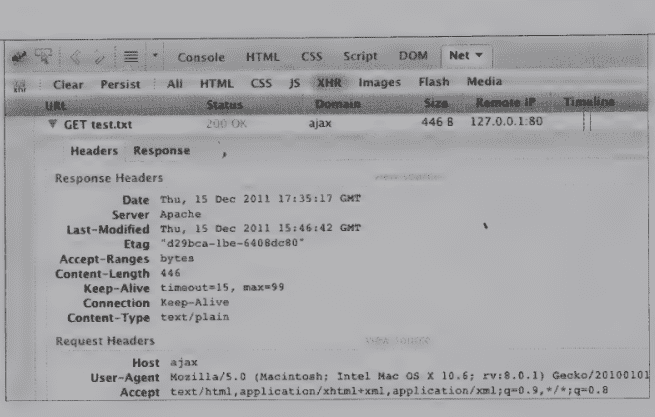 Console HTML CSS Script DOM Net ▾
Clear Persist All HTML CSS JS XHR Images Flash Media
URL Status Domain Size Remote IP Timeline
GET test.txt 200 OK ajax 446 B 127.0.0.1:80
Headers Response
Response Headers view source
Date Thu, 15 Dec 2011 17:35:17 GMT
Server Apache
Last-Modified Thu, 15 Dec 2011 15:46:42 GMT
Etag "d29bca-1be-6408dc80"
Accept-Ranges bytes
Content-Length 446
Keep-Alive timeout=15, max=99
Connection Keep-Alive
Content-Type text/plain
Request Headers view source
Host ajax
User-Agent Mozilla/5.0 (Macintosh; Intel Mac OS X 10.6; rv:8.0.1) Gecko/20100101
Accept text/html,application/xhtml+xml,application/xml;q=0.9,*/*;q=0.8